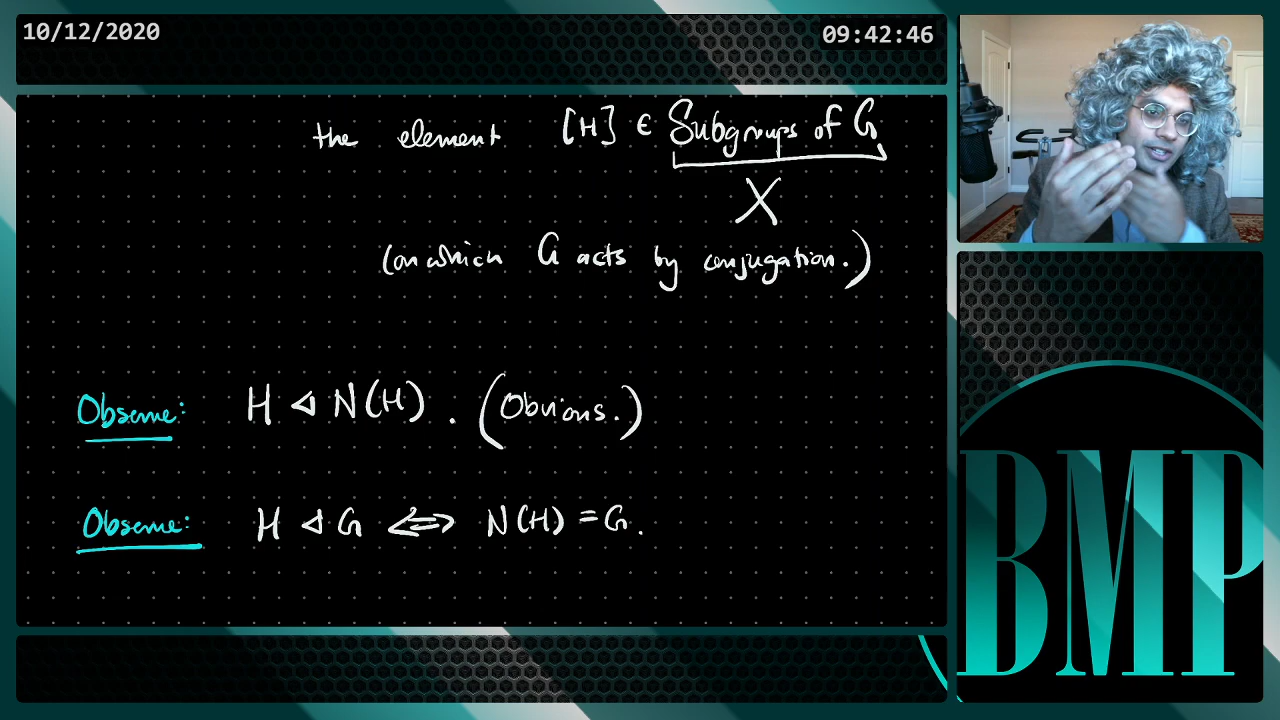 10/12/2020
09:42:46
the element [H] ∈ Subgroups of G
X
(on which G acts by conjugation.)
Observe: H ◁ N(H). (Obvious.)
Observe: H ◁ G ⟺ N(H) = G.
BMP